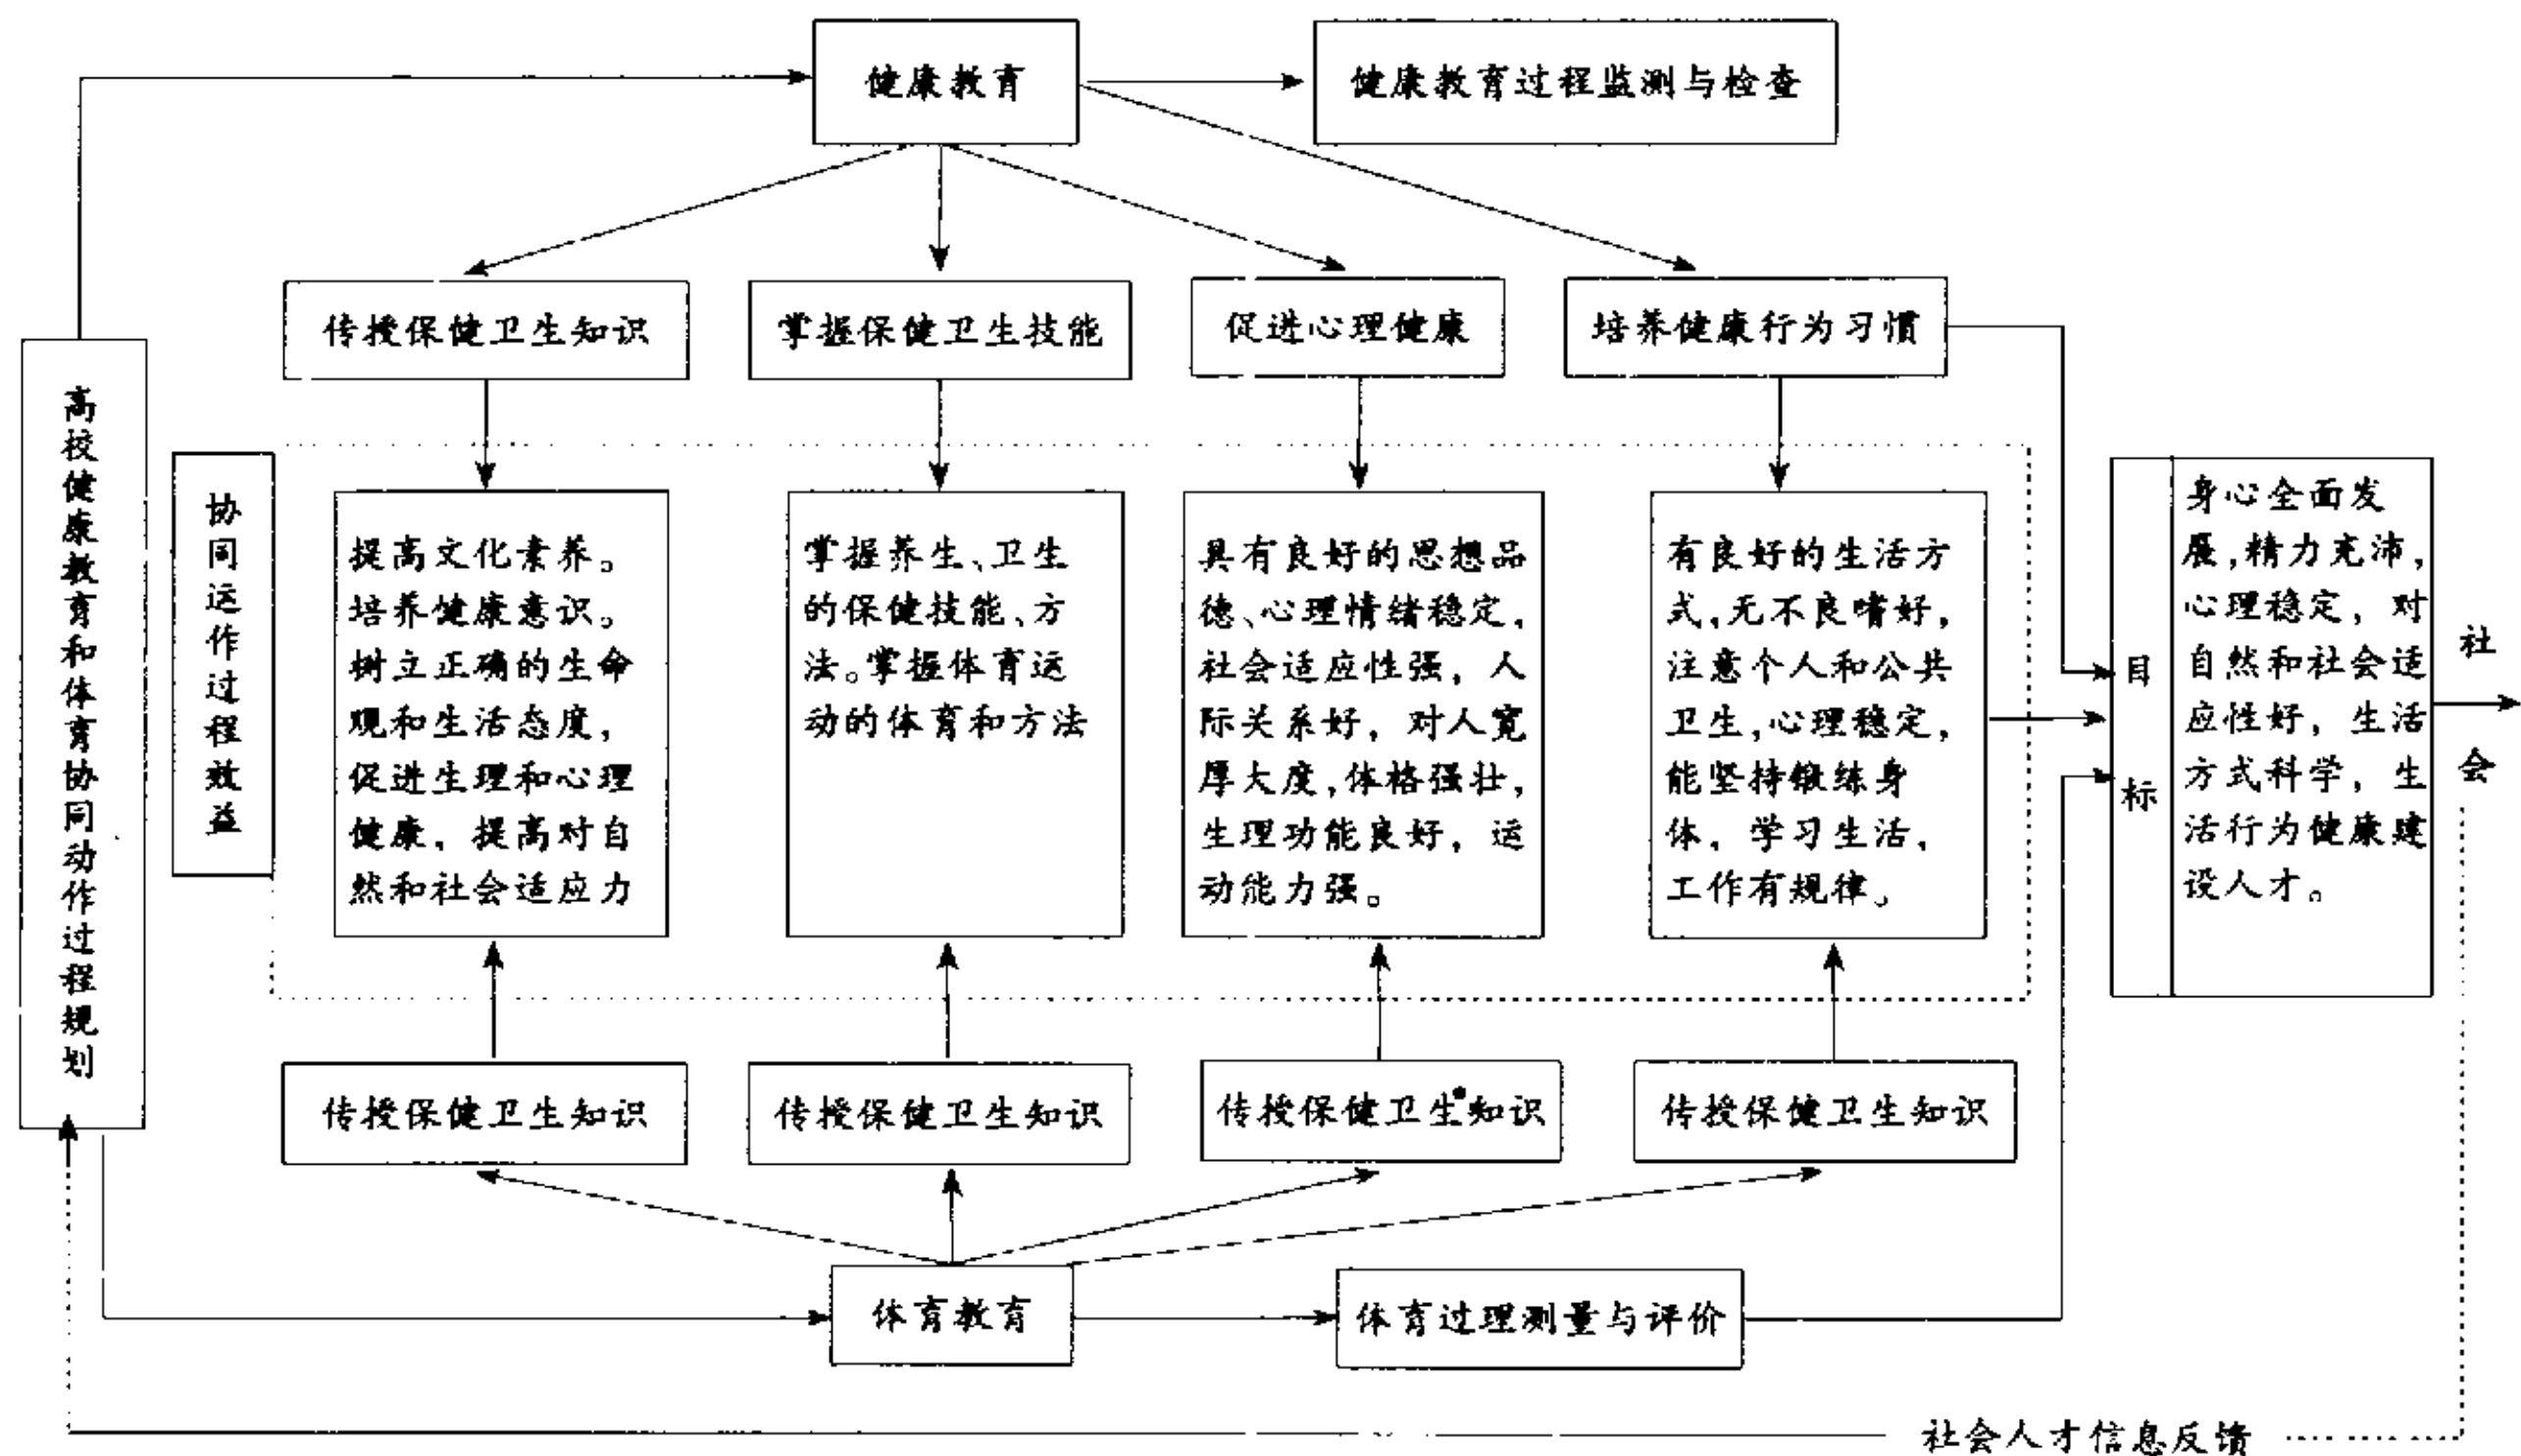 健康教育
健康教育过程监测与检查
传授保健卫生知识
掌握保健卫生技能
促进心理健康
培养健康行为习惯
高校健康教育和体育协同动作过程规划
协同运作过程效益
提高文化素养。
培养健康意识。
树立正确的生命
观和生活态度，
促进生理和心理
健康，提高对自
然和社会适应力
掌握养生、卫生
的保健技能、方
法。掌握体育运
动的体育和方法
具有良好的思想品
德、心理情绪稳定，
社会适应性强，人
际关系好，对人宽
厚大度，体格强壮，
生理功能良好，运
动能力强。
有良好的生活方
式，无不良嗜好，
注意个人和公共
卫生，心理稳定，
能坚持锻练身
体，学习生活，
工作有规律。
目标
身心全面发
展，精力充沛，
心理稳定，对
自然和社会适
应性好，生活
方式科学，生
活行为健康建
设人才。
社会
传授保健卫生知识
传授保健卫生知识
传授保健卫生知识
传授保健卫生知识
体育教育
体育过理测量与评价
社会人才信息反馈